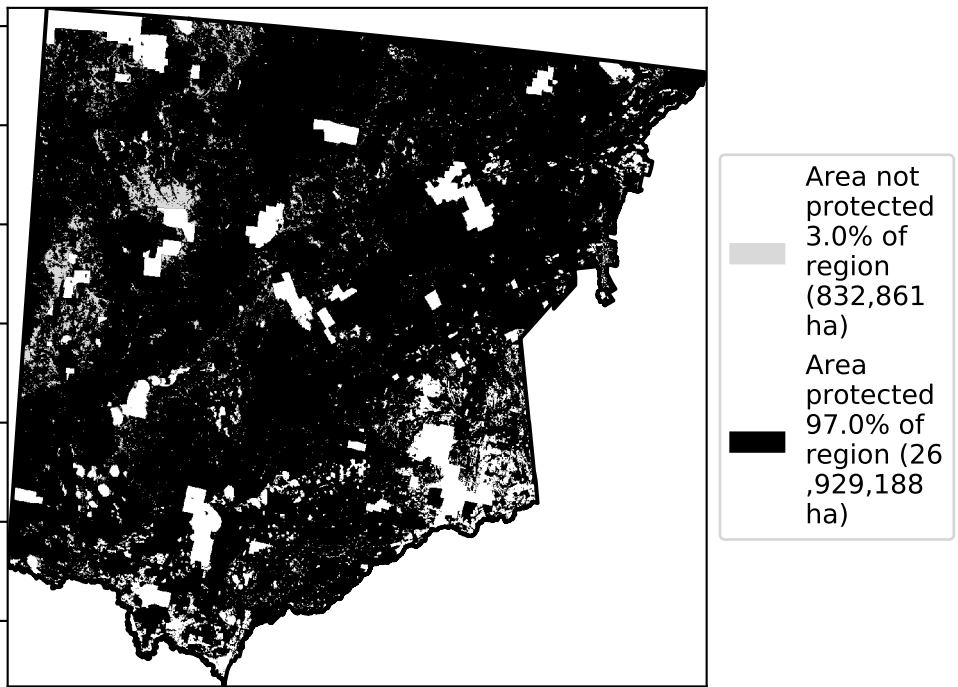 Area not
protected
3.0% of
region
(832,861
ha)
Area
protected
97.0% of
region (26
,929,188
ha)